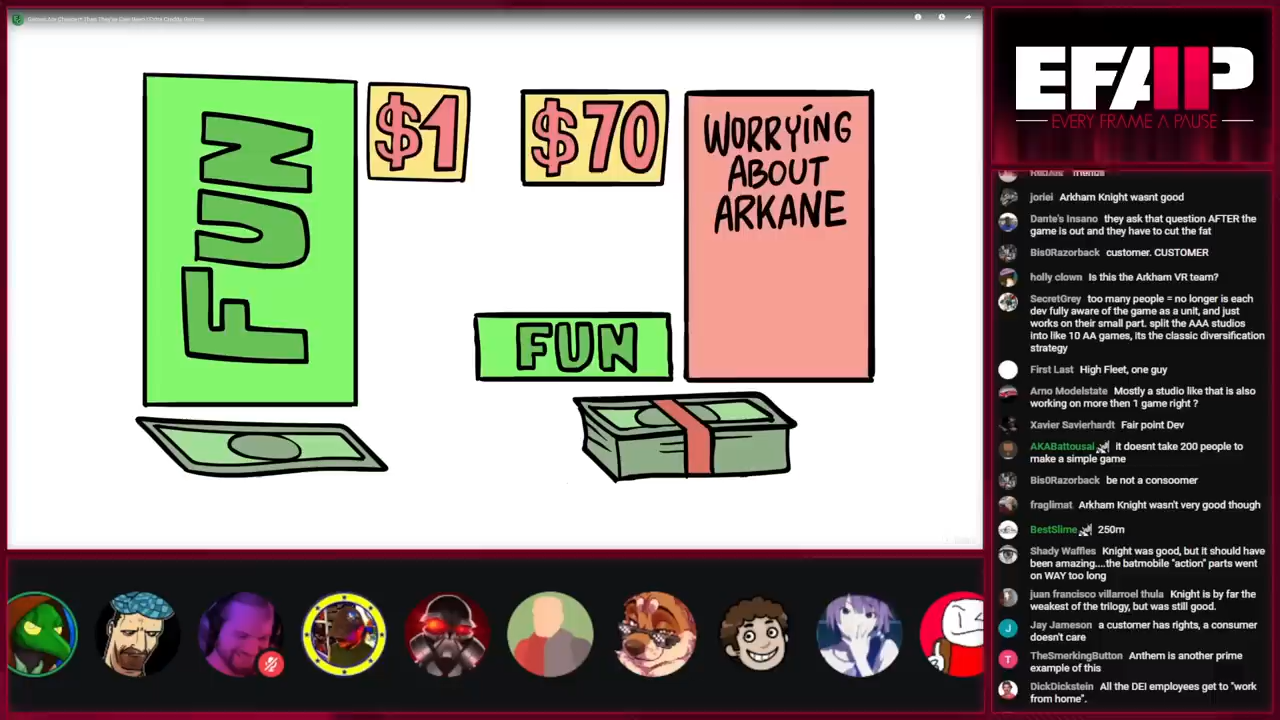 FUN
$1
$70
WORRYING
ABOUT
ARKANE
FUN
EFAP
EVERY FRAME A PAUSE
joriei Arkham Knight wasnt good
Dante's Insano they ask that question AFTER the
game is out and they have to cut the fat
Bis0Razorback customer. CUSTOMER
holly clown Is this the Arkham VR team?
SecretGrey too many people = no longer is each
dev fully aware of the game as a unit, and just
works on their small part. split the AAA studios
into like 10 AA games, its the classic diversification
strategy
First Last High Fleet, one guy
Arno Modelstate Mostly a studio like that is also
working on more then 1 game right ?
Xavier Savierhardt Fair point Dev
AKABattousai it doesnt take 200 people to
make a simple game
Bis0Razorback be not a consoomer
fraglimat Arkham Knight wasn't very good though
BestSlime 250m
Shady Waffles Knight was good, but it should have
been amazing....the batmobile "action" parts went
on WAY too long
juan francisco villarroel thula Knight is by far the
weakest of the trilogy, but was still good.
J
Jay Jameson a customer has rights, a consumer
doesn't care
T
TheSmerkingButton Anthem is another prime
example of this
DickDickstein All the DEI employees get to "work
from home".